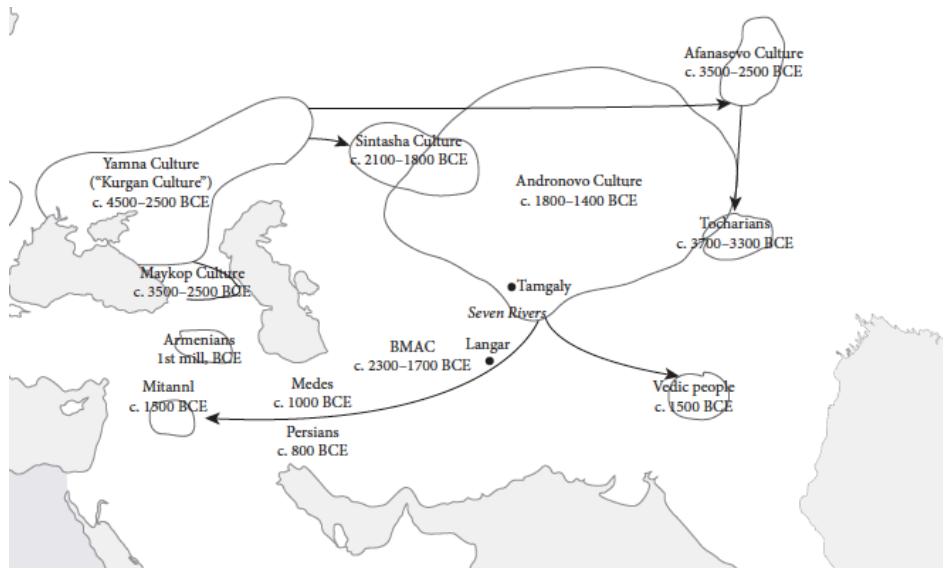 Afanasevo Culture
c. 3500–2500 BCE
Sintasha Culture
c. 2100–1800 BCE
Yamna Culture
("Kurgan Culture")
c. 4500–2500 BCE
Andronovo Culture
c. 1800–1400 BCE
Tocharians
c. 3700–3300 BCE
Maykop Culture
c. 3500–2500 BCE
Tamgaly
Seven Rivers
Armenians
1st mill, BCE
BMAC
c. 2300–1700 BCE
Langar
Mitannl
c. 1500 BCE
Medes
c. 1000 BCE
Vedic people
c. 1500 BCE
Persians
c. 800 BCE